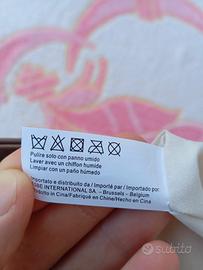 Pulire solo con panno umido
Laver avec un chiffon humide
Limpiar con un paño húmedo
Importato e distribuito da / Importé par / Importado por:
INTERNATIONAL SA. - Brussels - Belgium
in Cina/Fabriqué en Chine/Hecho en Cina
subito